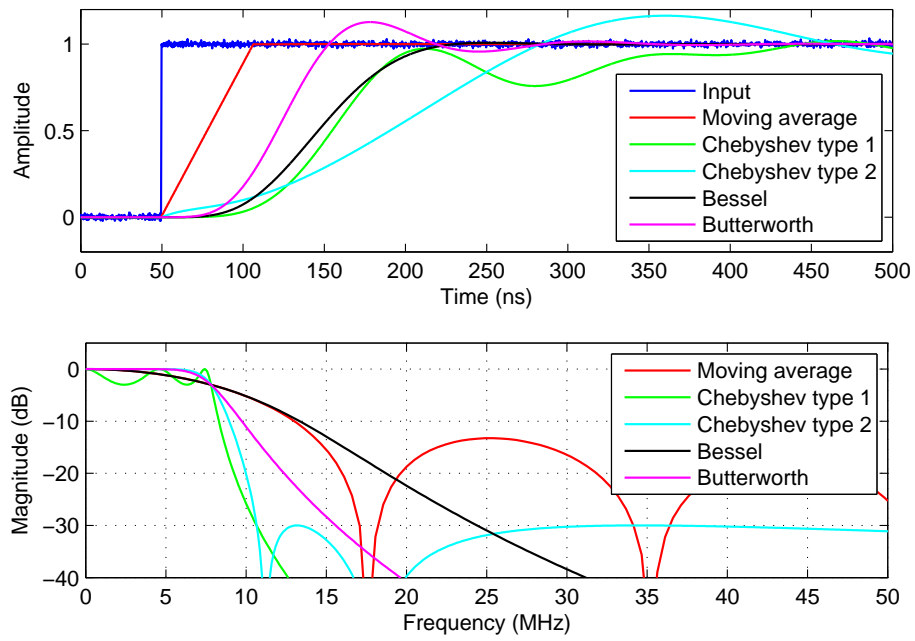 1
0.5
0
Amplitude
Input
Moving average
Chebyshev type 1
Chebyshev type 2
Bessel
Butterworth
0 50 100 150 200 250 300 350 400 450 500
Time (ns)
0
−10
−20
−30
−40
Magnitude (dB)
Moving average
Chebyshev type 1
Chebyshev type 2
Bessel
Butterworth
0 5 10 15 20 25 30 35 40 45 50
Frequency (MHz)